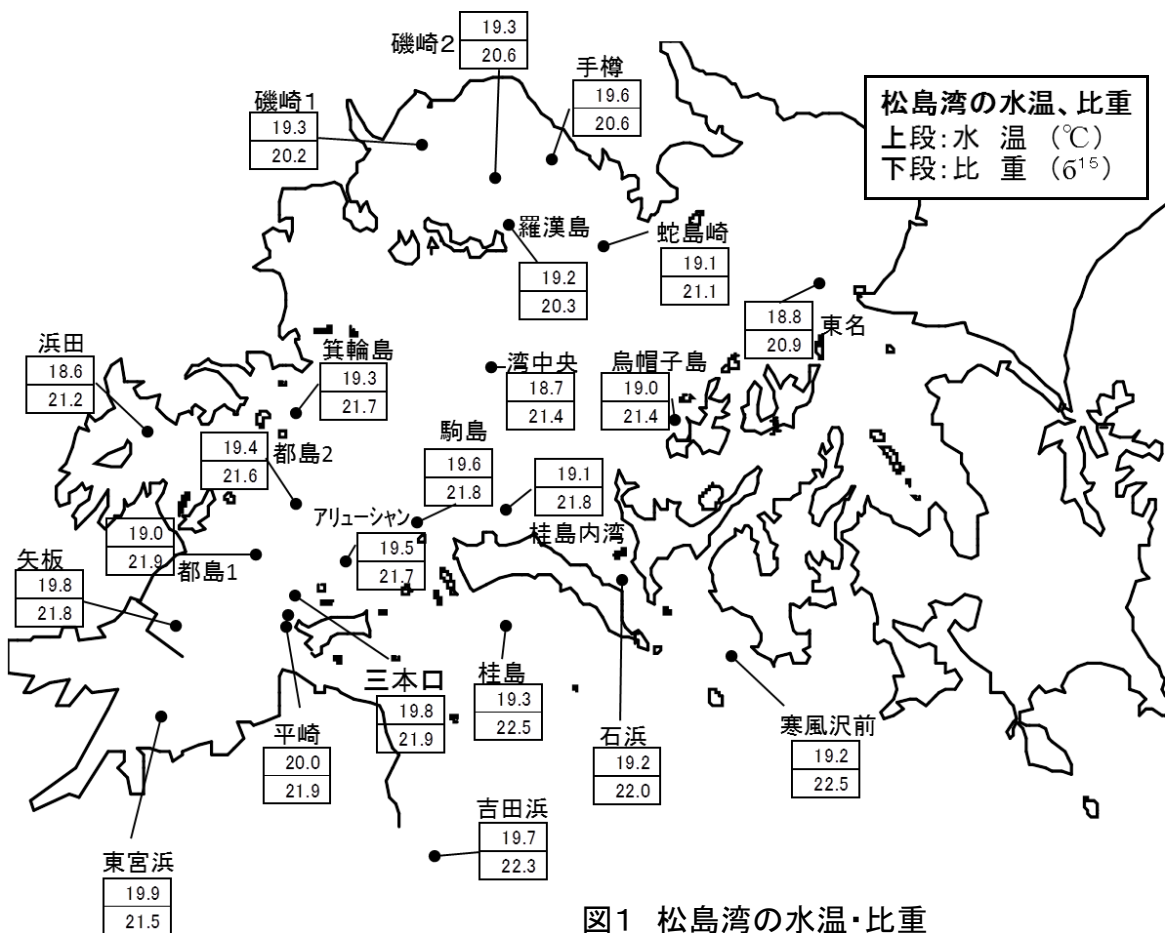 磯崎2
19.3
20.6
手樽
19.6
20.6
磯崎1
19.3
20.2
松島湾の水温、比重
上段:水 温 (℃)
下段:比 重 (б¹⁵)
羅漢島
19.2
20.3
蛇島崎
19.1
21.1
18.8
20.9
東名
浜田
18.6
21.2
箕輪島
19.3
21.7
湾中央
18.7
21.4
烏帽子島
19.0
21.4
19.4
21.6
都島2
駒島
19.6
21.8
19.1
21.8
桂島内湾
アリューシャン
19.5
21.7
19.0
21.9
都島1
矢板
19.8
21.8
三本口
19.8
21.9
桂島
19.3
22.5
平崎
20.0
21.9
石浜
19.2
22.0
寒風沢前
19.2
22.5
吉田浜
19.7
22.3
東宮浜
19.9
21.5
図1 松島湾の水温・比重